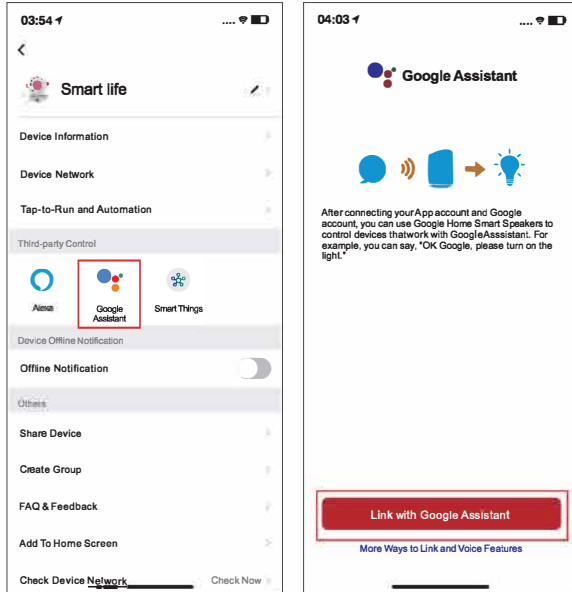 03:54
Smart life
Device Information
Device Network
Tap-to-Run and Automation
Third-party Control
Alexa
Google
Assistant
Smart Things
Device Offline Notification
Offline Notification
Others
Share Device
Create Group
FAQ & Feedback
Add To Home Screen
Check Device Network
Check Now
04:03
Google Assistant
After connecting your App account and Google
account, you can use Google Home Smart Speakers to
control devices thatwork with GoogleAsssistant. For
example, you can say, "OK Google, please turn on the
light."
Link with Google Assistant
More Ways to Link and Voice Features